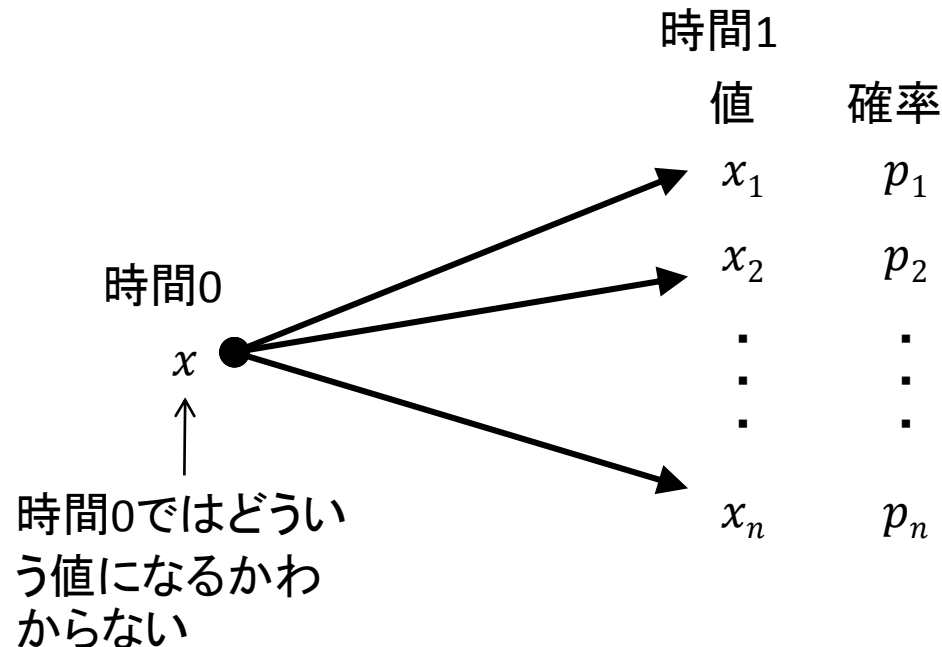 時間1
値 確率
x₁ p₁
x₂ p₂
時間0
x
xₙ pₙ
時間0ではどうい
う値になるかわ
からない